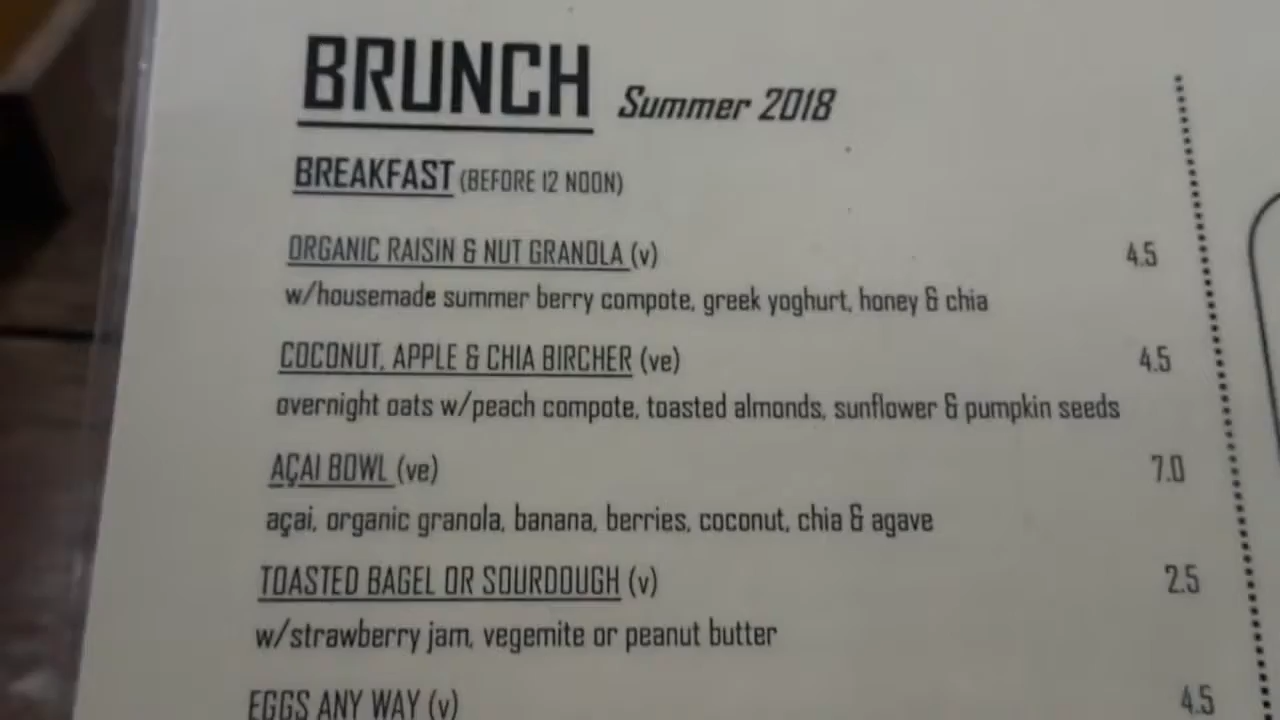 BRUNCH Summer 2018
BREAKFAST (BEFORE 12 NOON)
ORGANIC RAISIN & NUT GRANOLA (v) 4.5
w/housemade summer berry compote, greek yoghurt, honey & chia
COCONUT, APPLE & CHIA BIRCHER (ve) 4.5
overnight oats w/peach compote, toasted almonds, sunflower & pumpkin seeds
AÇAI BOWL (ve) 7.0
açai, organic granola, banana, berries, coconut, chia & agave
TOASTED BAGEL OR SOURDOUGH (v) 2.5
w/strawberry jam, vegemite or peanut butter
EGGS ANY WAY (v) 4.5